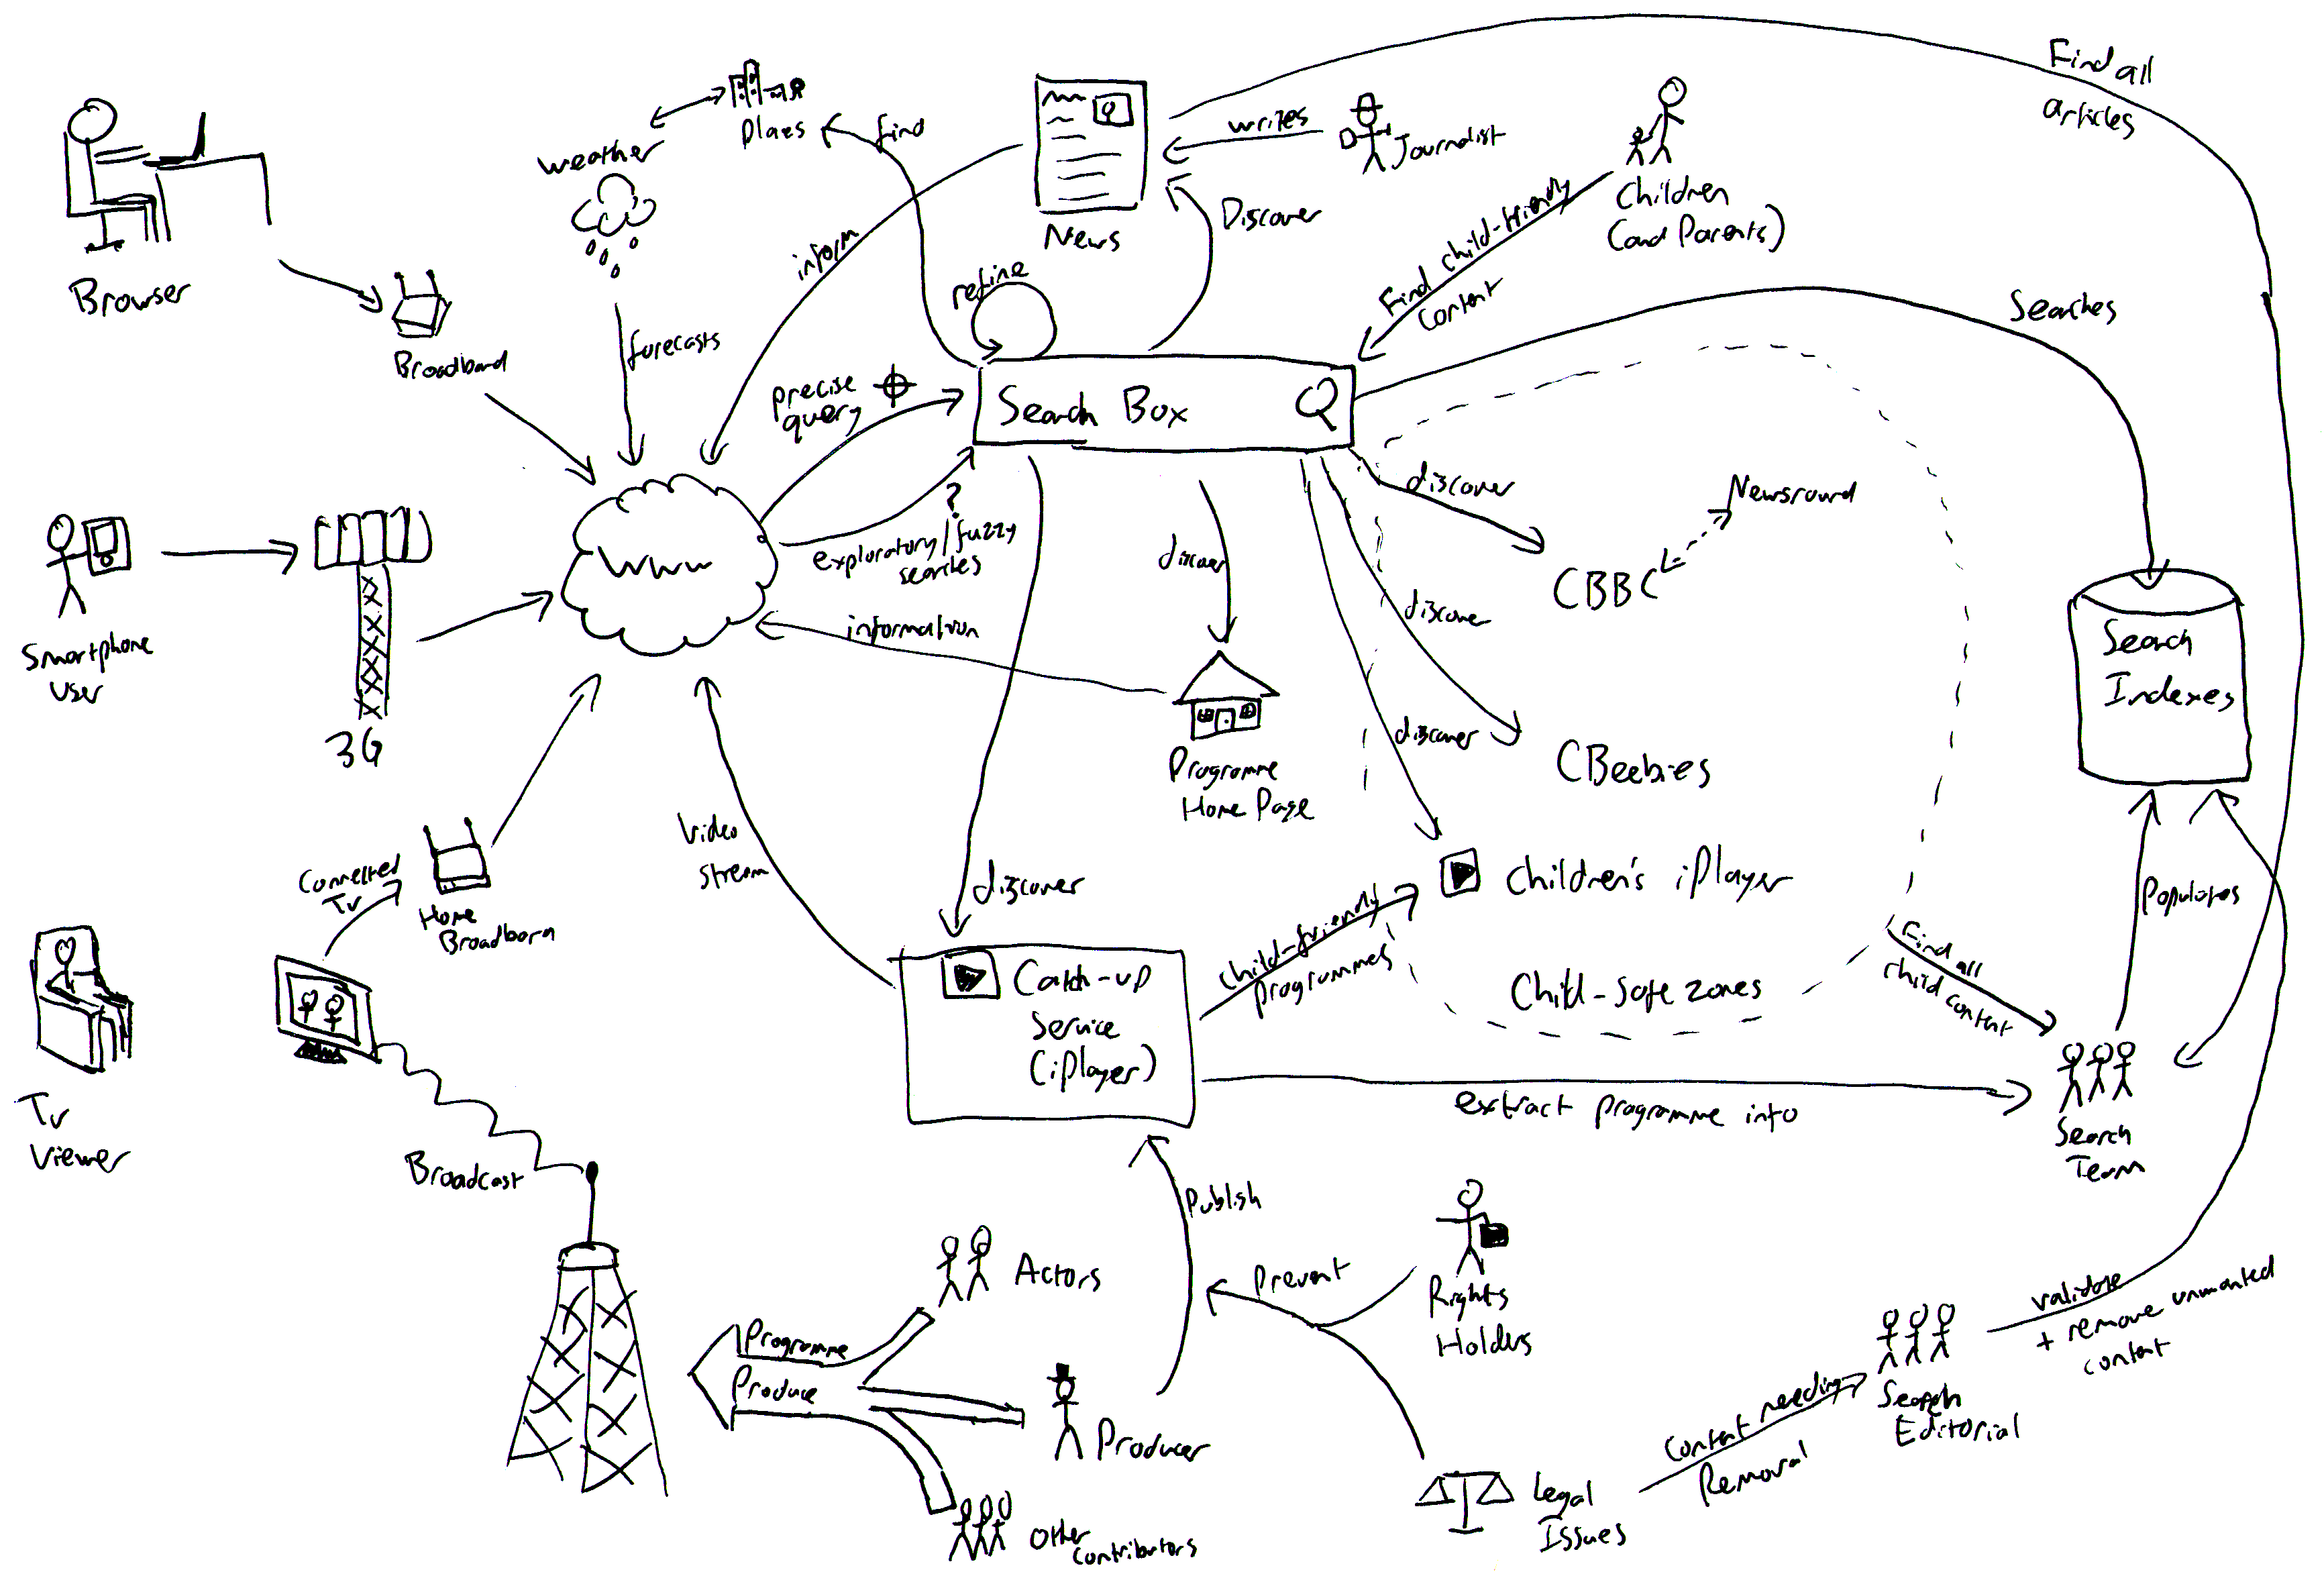 Browser
Broadband
Smartphone
User
3G
Connected
TV
Home
Broadband
TV
Viewer
Broadcast
weather
Places
find
forecasts
inform
News
writes
Journalist
Discover
refine
Children
(and Parents)
Find child-friendly
content
Find all
articles
Searches
precise
query
Search Box
www
?
exploratory/fuzzy
searches
information
discover
Programme
Home Page
discover
CBBC
Newsround
discover
CBeebies
discover
Children's iPlayer
Child-safe zones
Search
Indexes
Video
Stream
discover
Catch-up
Service
(iPlayer)
child-friendly
programmes
Find all
child content
Populates
extract programme info
Search
Team
Publish
Prevent
Rights
Holders
Actors
Programme
Produce
Producer
Other
Contributors
Legal
Issues
Content needing
Removal
Search
Editorial
validate
+ remove unwanted
content